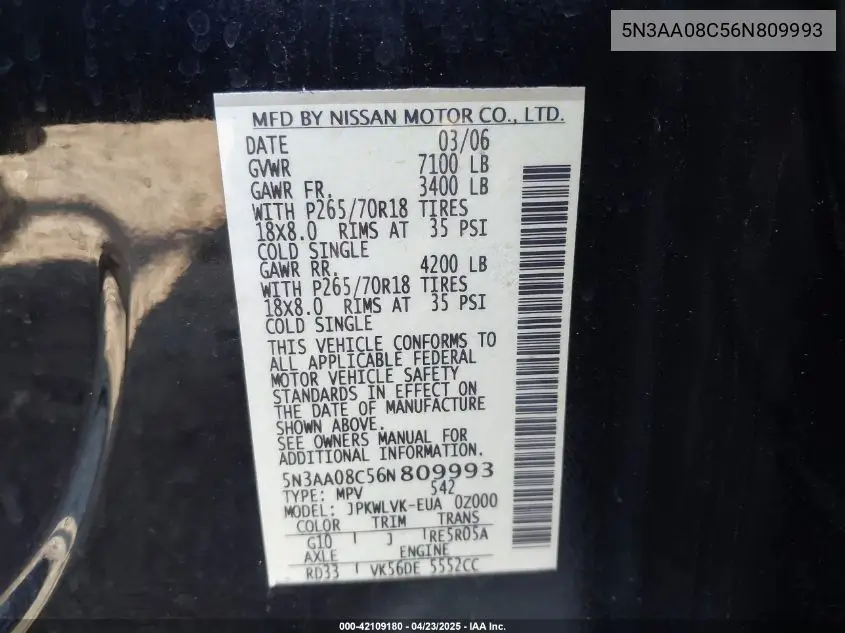 5N3AA08C56N809993
MFD BY NISSAN MOTOR CO., LTD.
DATE 03/06
GVWR 7100 LB
GAWR FR. 3400 LB
WITH P265/70R18 TIRES
18X8.0 RIMS AT 35 PSI
COLD SINGLE
GAWR RR. 4200 LB
WITH P265/70R18 TIRES
18X8.0 RIMS AT 35 PSI
COLD SINGLE
THIS VEHICLE CONFORMS TO
ALL APPLICABLE FEDERAL
MOTOR VEHICLE SAFETY
STANDARDS IN EFFECT ON
THE DATE OF MANUFACTURE
SHOWN ABOVE.
SEE OWNERS MANUAL FOR
ADDITIONAL INFORMATION.
5N3AA08C56N809993
TYPE: MPV 542
MODEL: JPKWLVK-EUA 0Z000
COLOR TRIM TRANS
G10 J RE5R05A
AXLE ENGINE
RD33 VK56DE 5552CC
000-42109180 - 04/23/2025 - IAA Inc.